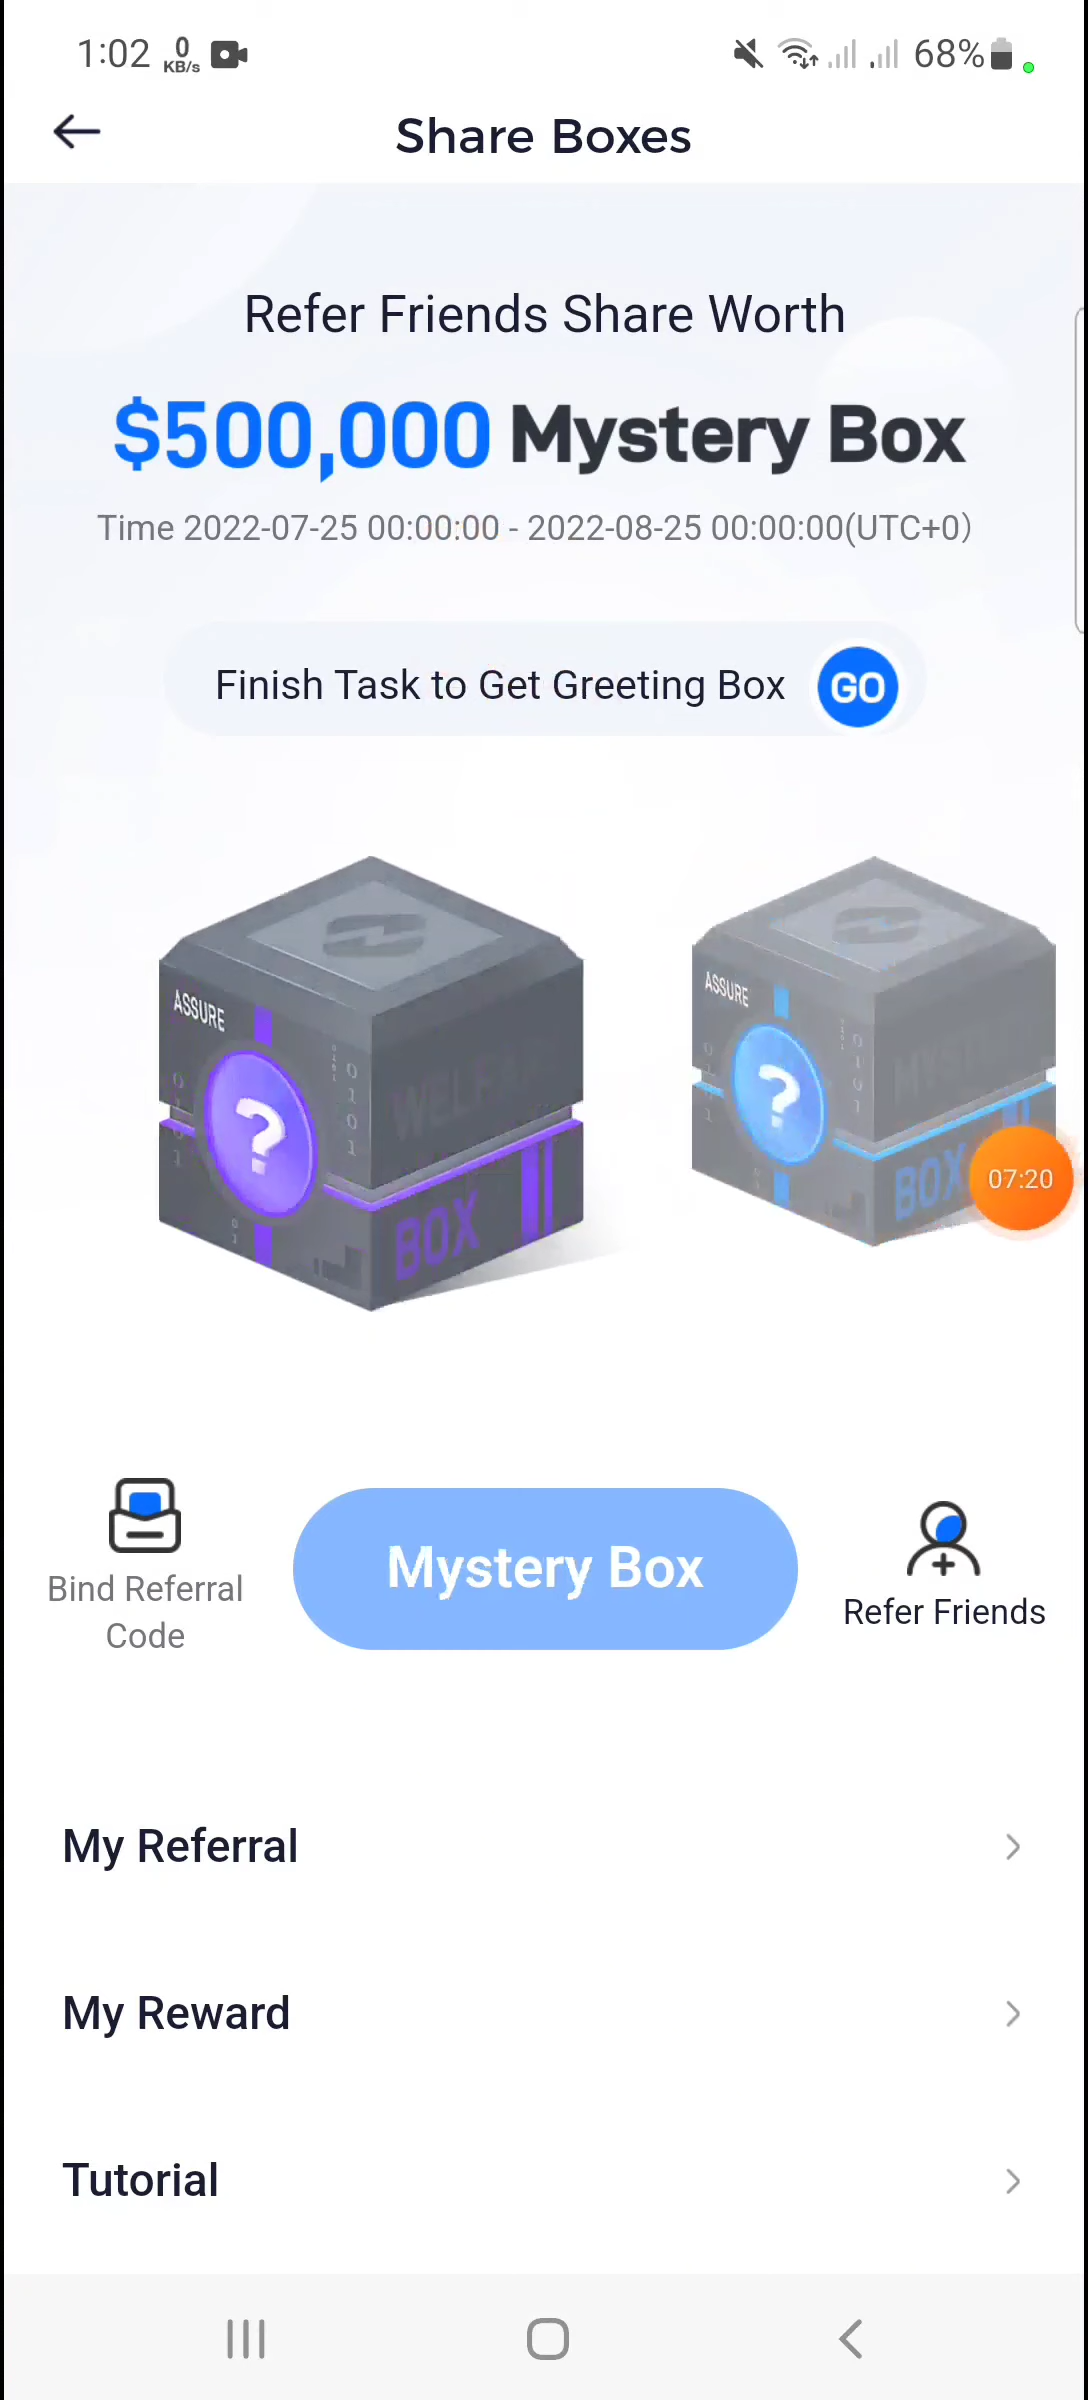 1:02 0 KB/s 68%
Share Boxes
Refer Friends Share Worth
$500,000 Mystery Box
Time 2022-07-25 00:00:00 - 2022-08-25 00:00:00(UTC+0)
Finish Task to Get Greeting Box GO
ASSURE
ASSURE
?
?
BOX
BOX
07:20
Mystery Box
Bind Referral
Code
Refer Friends
My Referral
My Reward
Tutorial